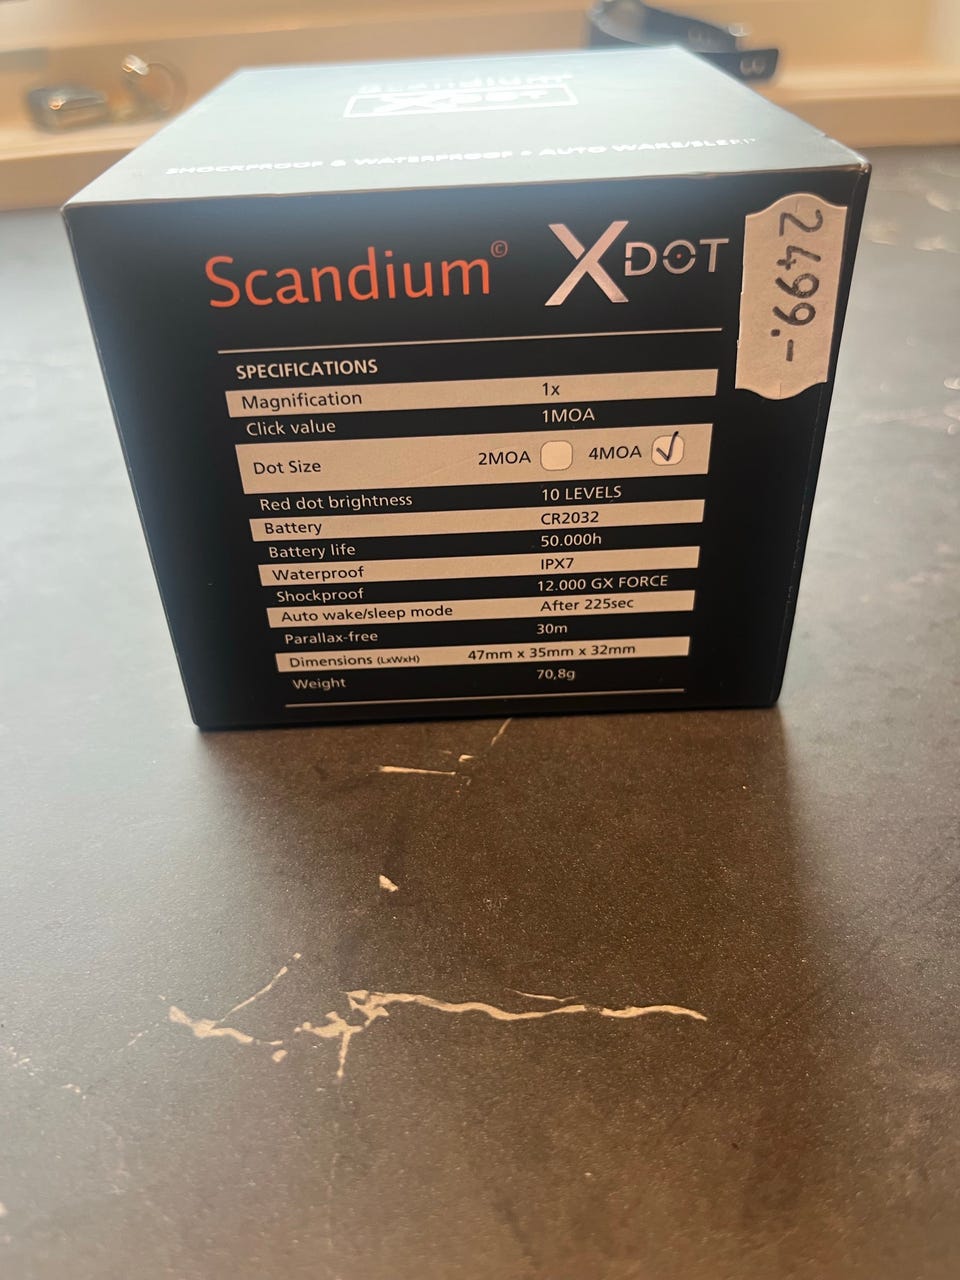 Scandium®
XDOT
SHOCKPROOF & WATERPROOF & AUTO WAKE/SLEEP
Scandium© XDOT
2499.-
SPECIFICATIONS
Magnification 1x
Click value 1MOA
Dot Size 2MOA 4MOA ✓
Red dot brightness 10 LEVELS
Battery CR2032
Battery life 50.000h
Waterproof IPX7
Shockproof 12.000 GX FORCE
Auto wake/sleep mode After 225sec
Parallax-free 30m
Dimensions (LxWxH) 47mm x 35mm x 32mm
Weight 70,8g